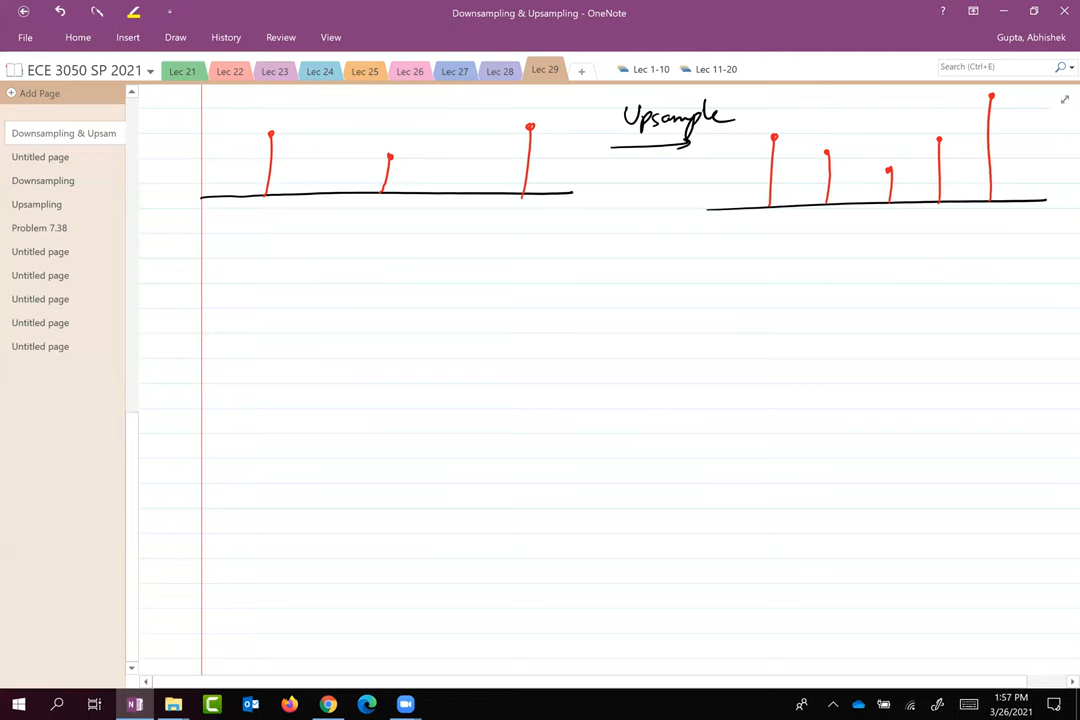 Downsampling & Upsampling - OneNote
?
File
Home
Insert
Draw
History
Review
View
Gupta, Abhishek
ECE 3050 SP 2021
Lec 21
Lec 22
Lec 23
Lec 24
Lec 25
Lec 26
Lec 27
Lec 28
Lec 29
+
Lec 1-10
Lec 11-20
Search (Ctrl+E)
Add Page
Downsampling & Upsam
Untitled page
Downsampling
Upsampling
Problem 7.38
Untitled page
Untitled page
Untitled page
Untitled page
Untitled page
Upsample
1:57 PM
3/26/2021